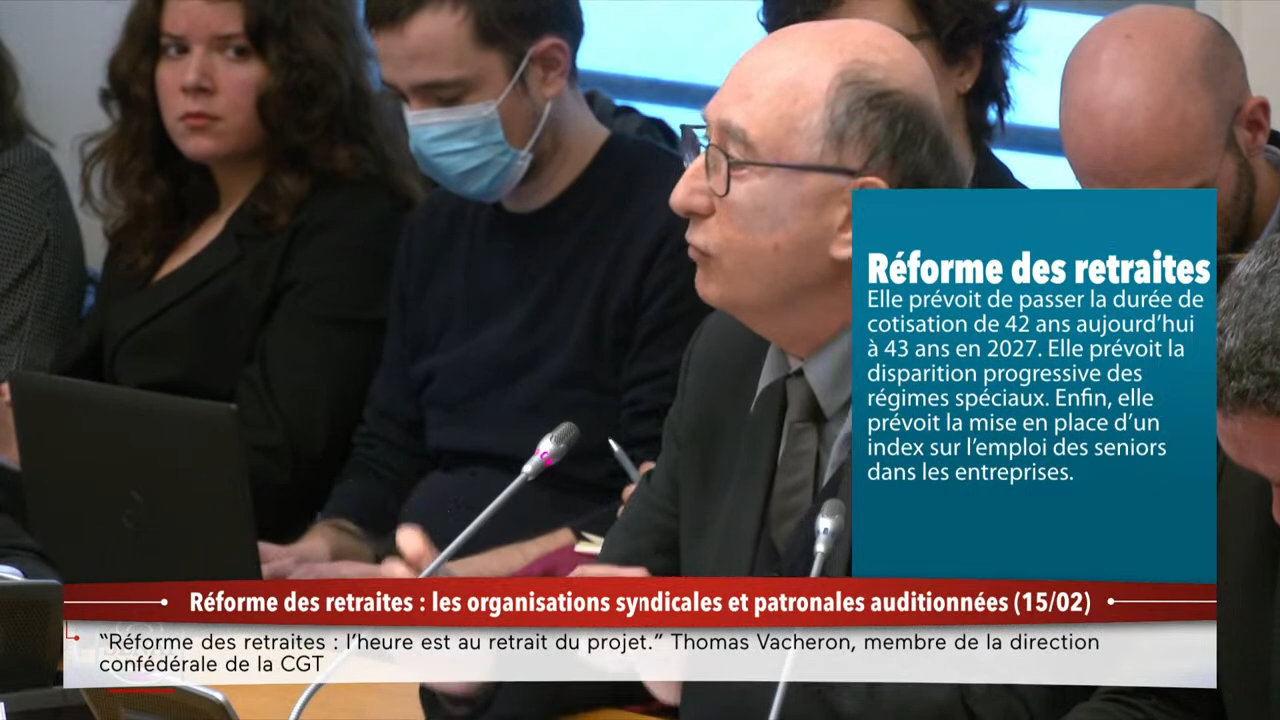 Réforme des retraites
Elle prévoit de passer la durée de
cotisation de 42 ans aujourd’hui
à 43 ans en 2027. Elle prévoit la
disparition progressive des
régimes spéciaux. Enfin, elle
prévoit la mise en place d’un
index sur l’emploi des seniors
dans les entreprises.
Réforme des retraites : les organisations syndicales et patronales auditionnées (15/02)
“Réforme des retraites : l’heure est au retrait du projet.” Thomas Vacheron, membre de la direction
confédérale de la CGT